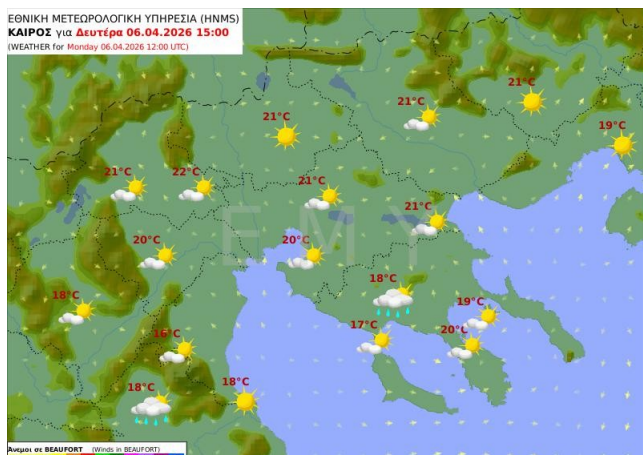 ΕΘΝΙΚΗ ΜΕΤΕΩΡΟΛΟΓΙΚΗ ΥΠΗΡΕΣΙΑ (HNMS)
ΚΑΙΡΟΣ για Δευτέρα 06.04.2026 15:00
(WEATHER for Monday 06.04.2026 12:00 UTC)
21°C
21°C
21°C
19°C
21°C
22°C
21°C
21°C
20°C
20°C
18°C
18°C
19°C
17°C
20°C
16°C
18°C
18°C
EMY
Άνεμοι σε BEAUFORT (Winds in BEAUFORT)